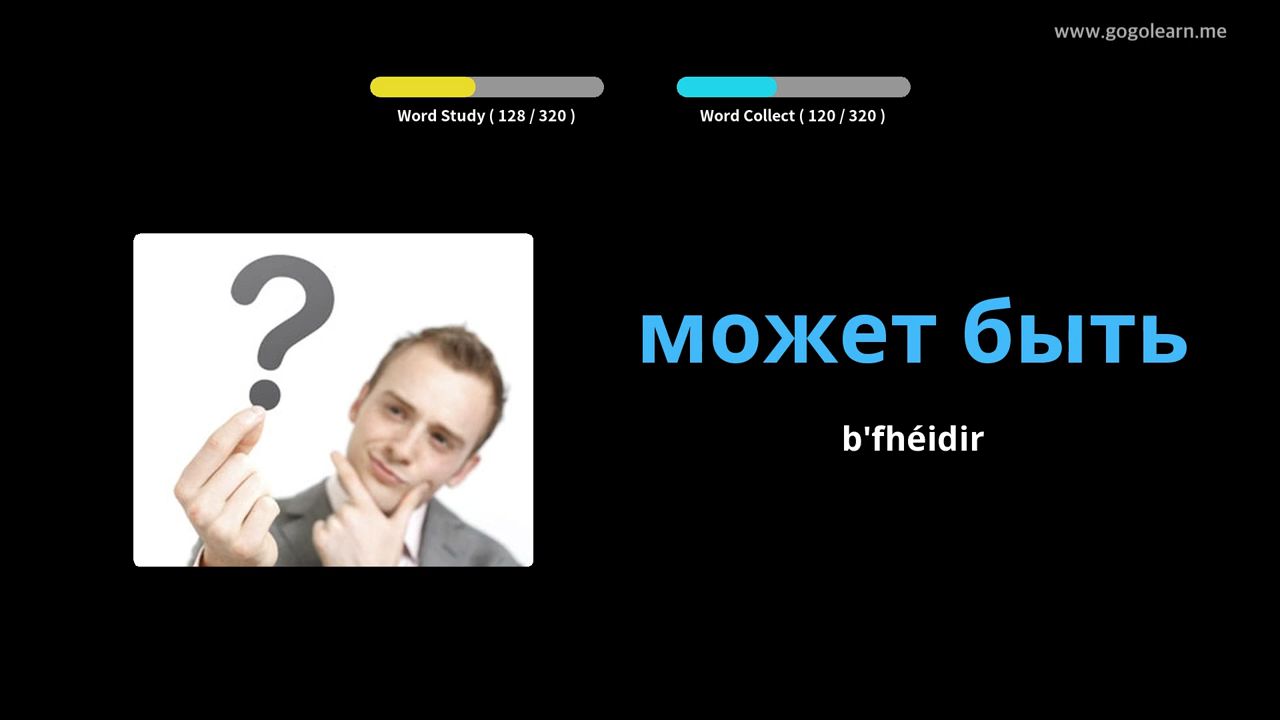 www.gogolearn.me
Word Study ( 128 / 320 )
Word Collect ( 120 / 320 )
?
может быть
b'fhéidir